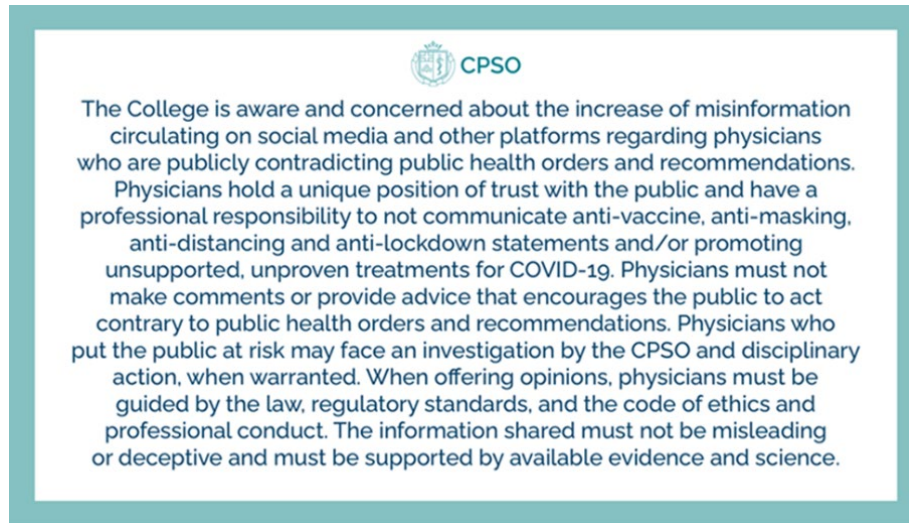 CPSO
The College is aware and concerned about the increase of misinformation
circulating on social media and other platforms regarding physicians
who are publicly contradicting public health orders and recommendations.
Physicians hold a unique position of trust with the public and have a
professional responsibility to not communicate anti-vaccine, anti-masking,
anti-distancing and anti-lockdown statements and/or promoting
unsupported, unproven treatments for COVID-19. Physicians must not
make comments or provide advice that encourages the public to act
contrary to public health orders and recommendations. Physicians who
put the public at risk may face an investigation by the CPSO and disciplinary
action, when warranted. When offering opinions, physicians must be
guided by the law, regulatory standards, and the code of ethics and
professional conduct. The information shared must not be misleading
or deceptive and must be supported by available evidence and science.